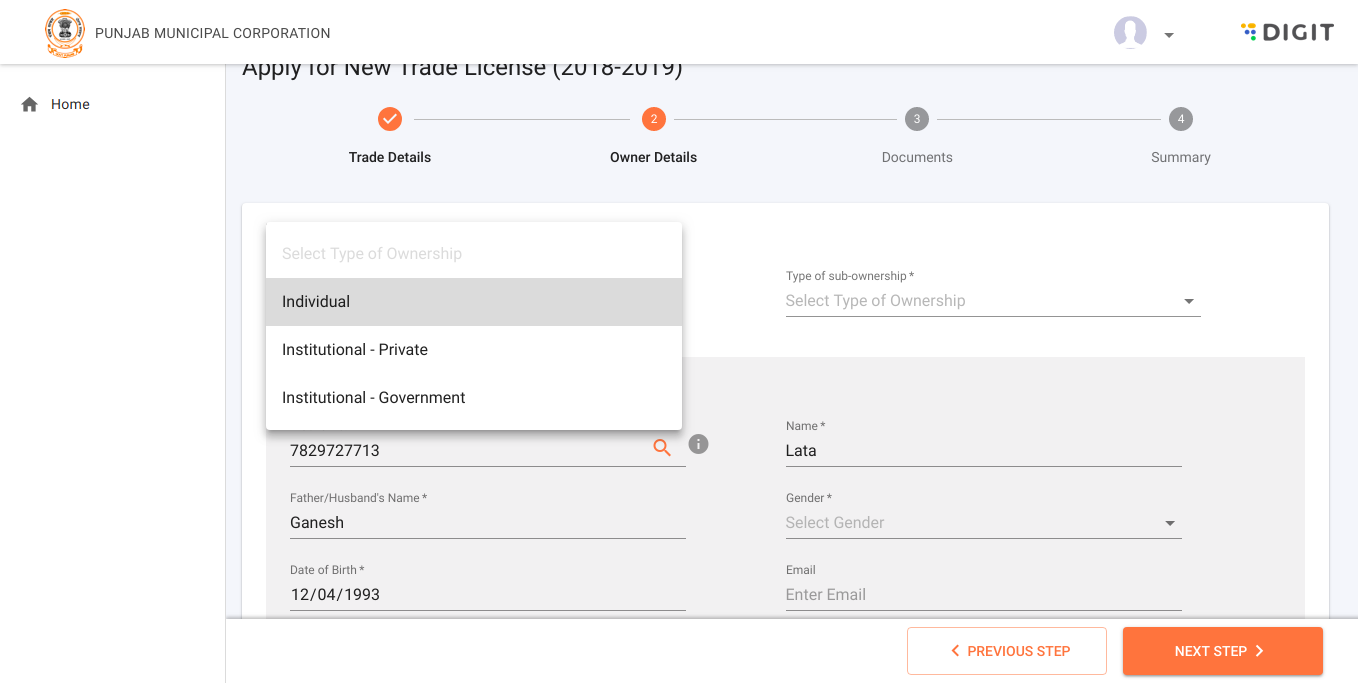 PUNJAB MUNICIPAL CORPORATION
DIGIT
Home
Apply for New Trade License (2018-2019)
2
3
4
Trade Details
Owner Details
Documents
Summary
Select Type of Ownership
Individual
Institutional - Private
Institutional - Government
Type of sub-ownership *
Select Type of Ownership
7829727713
Name *
Lata
Father/Husband's Name *
Ganesh
Gender *
Select Gender
Date of Birth *
12/04/1993
Email
Enter Email
PREVIOUS STEP
NEXT STEP